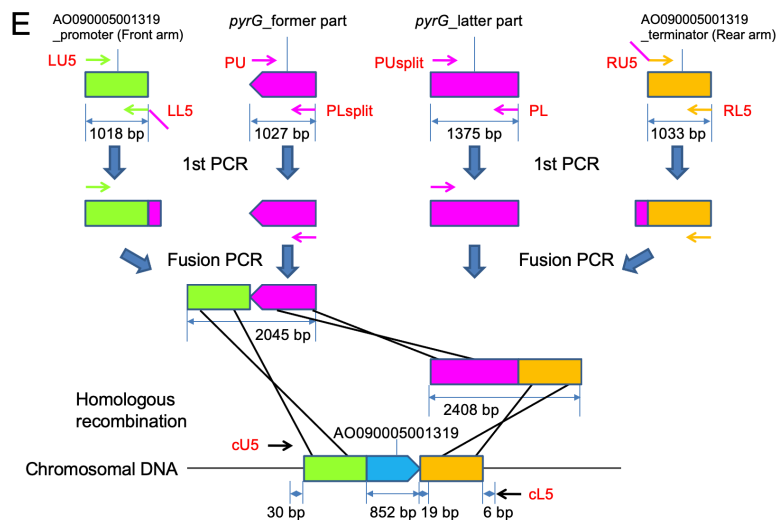 E
AO090005001319
_promoter (Front arm)
pyrG_former part
pyrG_latter part
AO090005001319
_terminator (Rear arm)
LU5
PU
PUsplit
RU5
LL5
PLsplit
PL
RL5
1018 bp
1027 bp
1375 bp
1033 bp
1st PCR
1st PCR
Fusion PCR
Fusion PCR
2045 bp
2408 bp
Homologous
recombination
AO090005001319
cU5
Chromosomal DNA
cL5
30 bp
852 bp
19 bp
6 bp